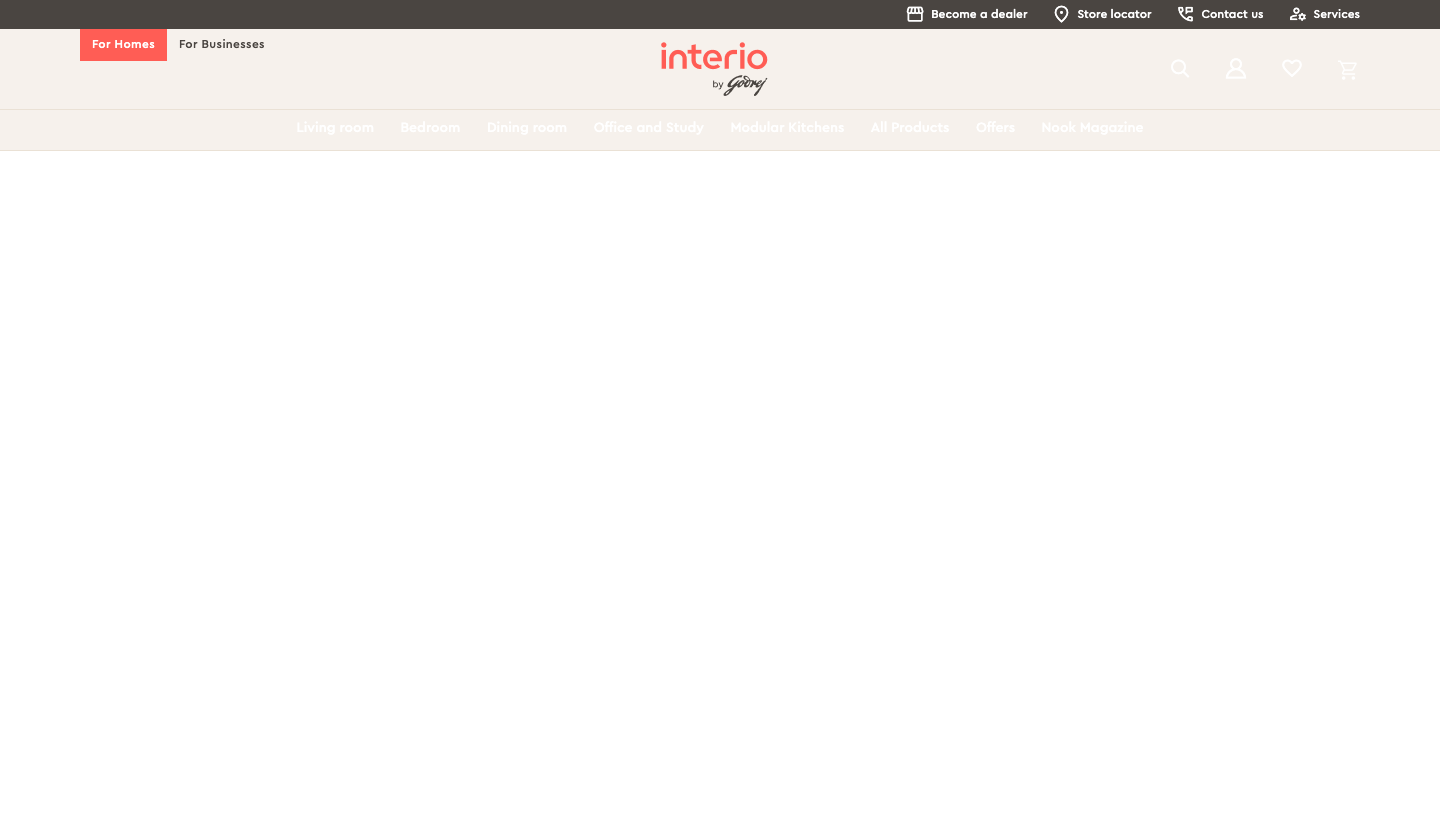 Become a dealer
Store locator
Contact us
Services
For Homes
For Businesses
interio
by Godrej
Living room
Bedroom
Dining room
Office and Study
Modular Kitchens
All Products
Offers
Nook Magazine